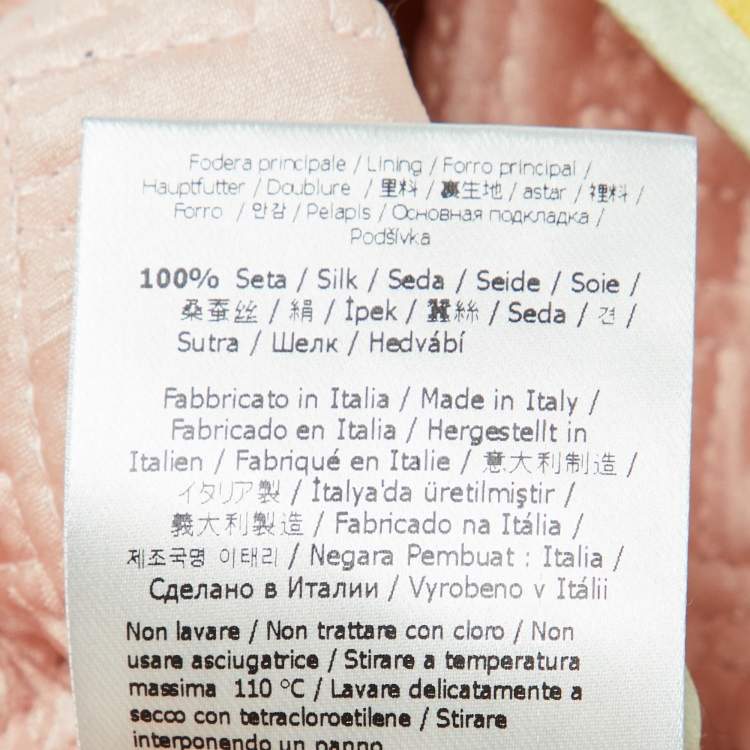 Fodera principale / Lining / Forro principal /
Hauptfutter / Doublure / 里料 / 裏生地 / astar / 裡料 /
Forro / 안감 / Pelapis / Основная подкладка /
Podšívka
100% Seta / Silk / Seda / Seide / Soie /
桑蚕丝 / 絹 / İpek / 蠶絲 / Seda / 견 /
Sutra / Шелк / Hedvábí
Fabbricato in Italia / Made in Italy /
Fabricado en Italia / Hergestellt in
Italien / Fabriqué en Italie / 意大利制造 /
イタリア製 / İtalya'da üretilmiştir /
義大利製造 / Fabricado na Itália /
제조국명 이태리 / Negara Pembuat : Italia /
Сделано в Италии / Vyrobeno v Itálii
Non lavare / Non trattare con cloro / Non
usare asciugatrice / Stirare a temperatura
massima 110 °C / Lavare delicatamente a
secco con tetracloroetilene / Stirare
interponendo un panno